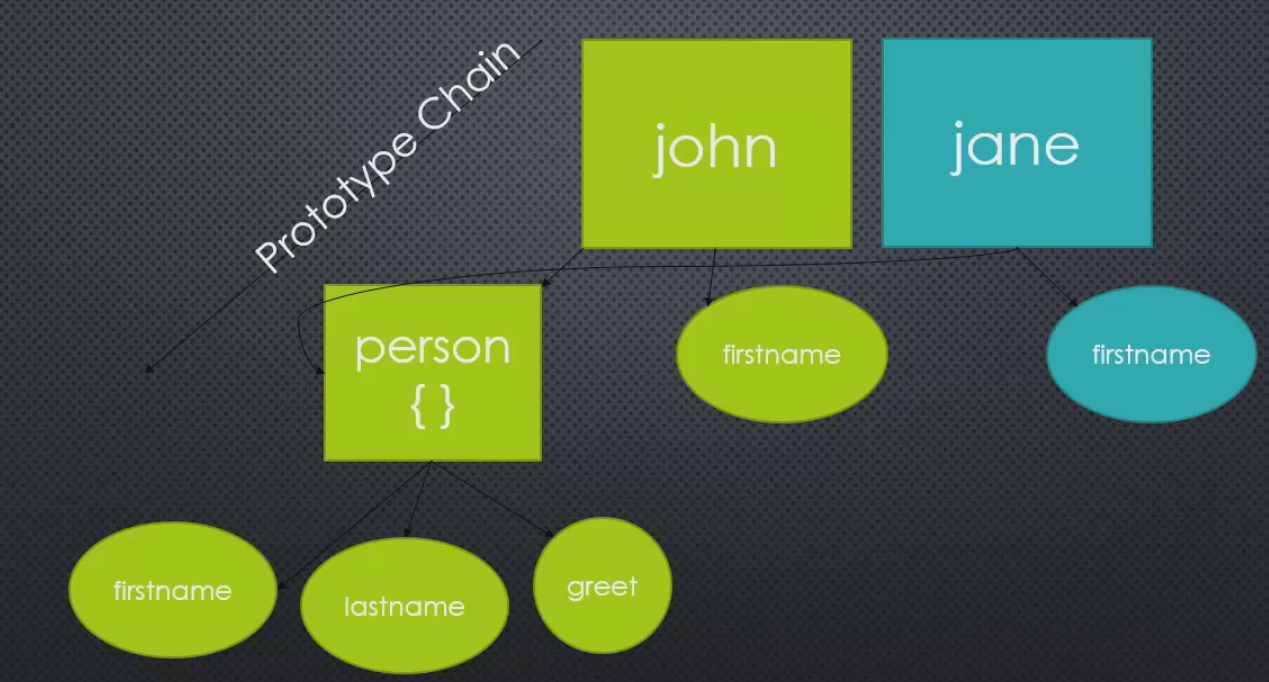 Prototype Chain
john
jane
person
{ }
firstname
firstname
firstname
lastname
greet